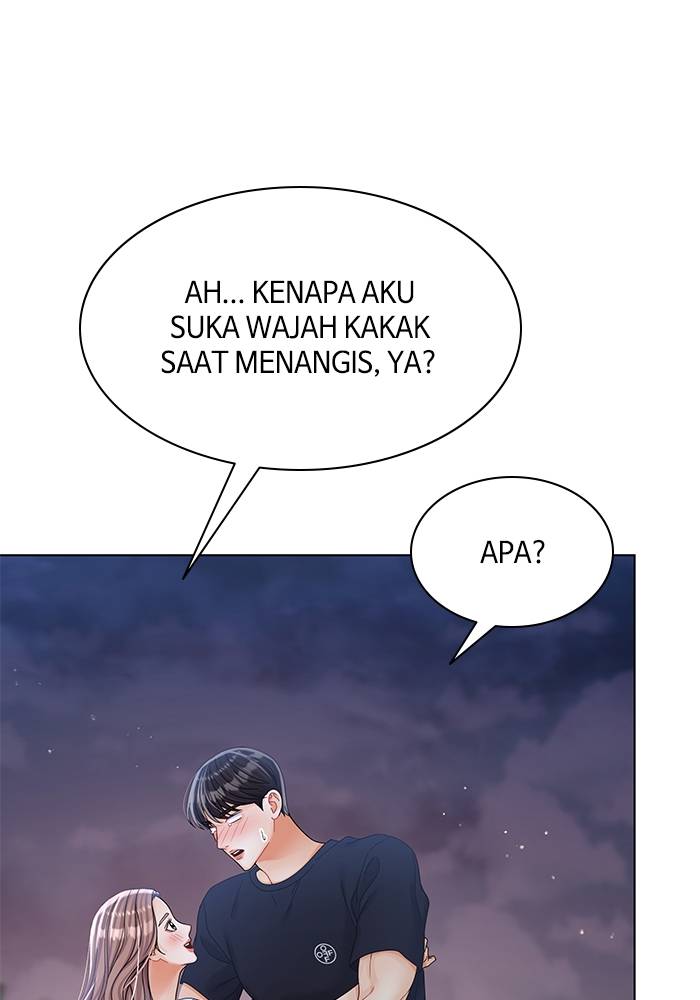 AH... KENAPA AKU
SUKA WAJAH KAKAK
SAAT MENANGIS, YA?
APA?